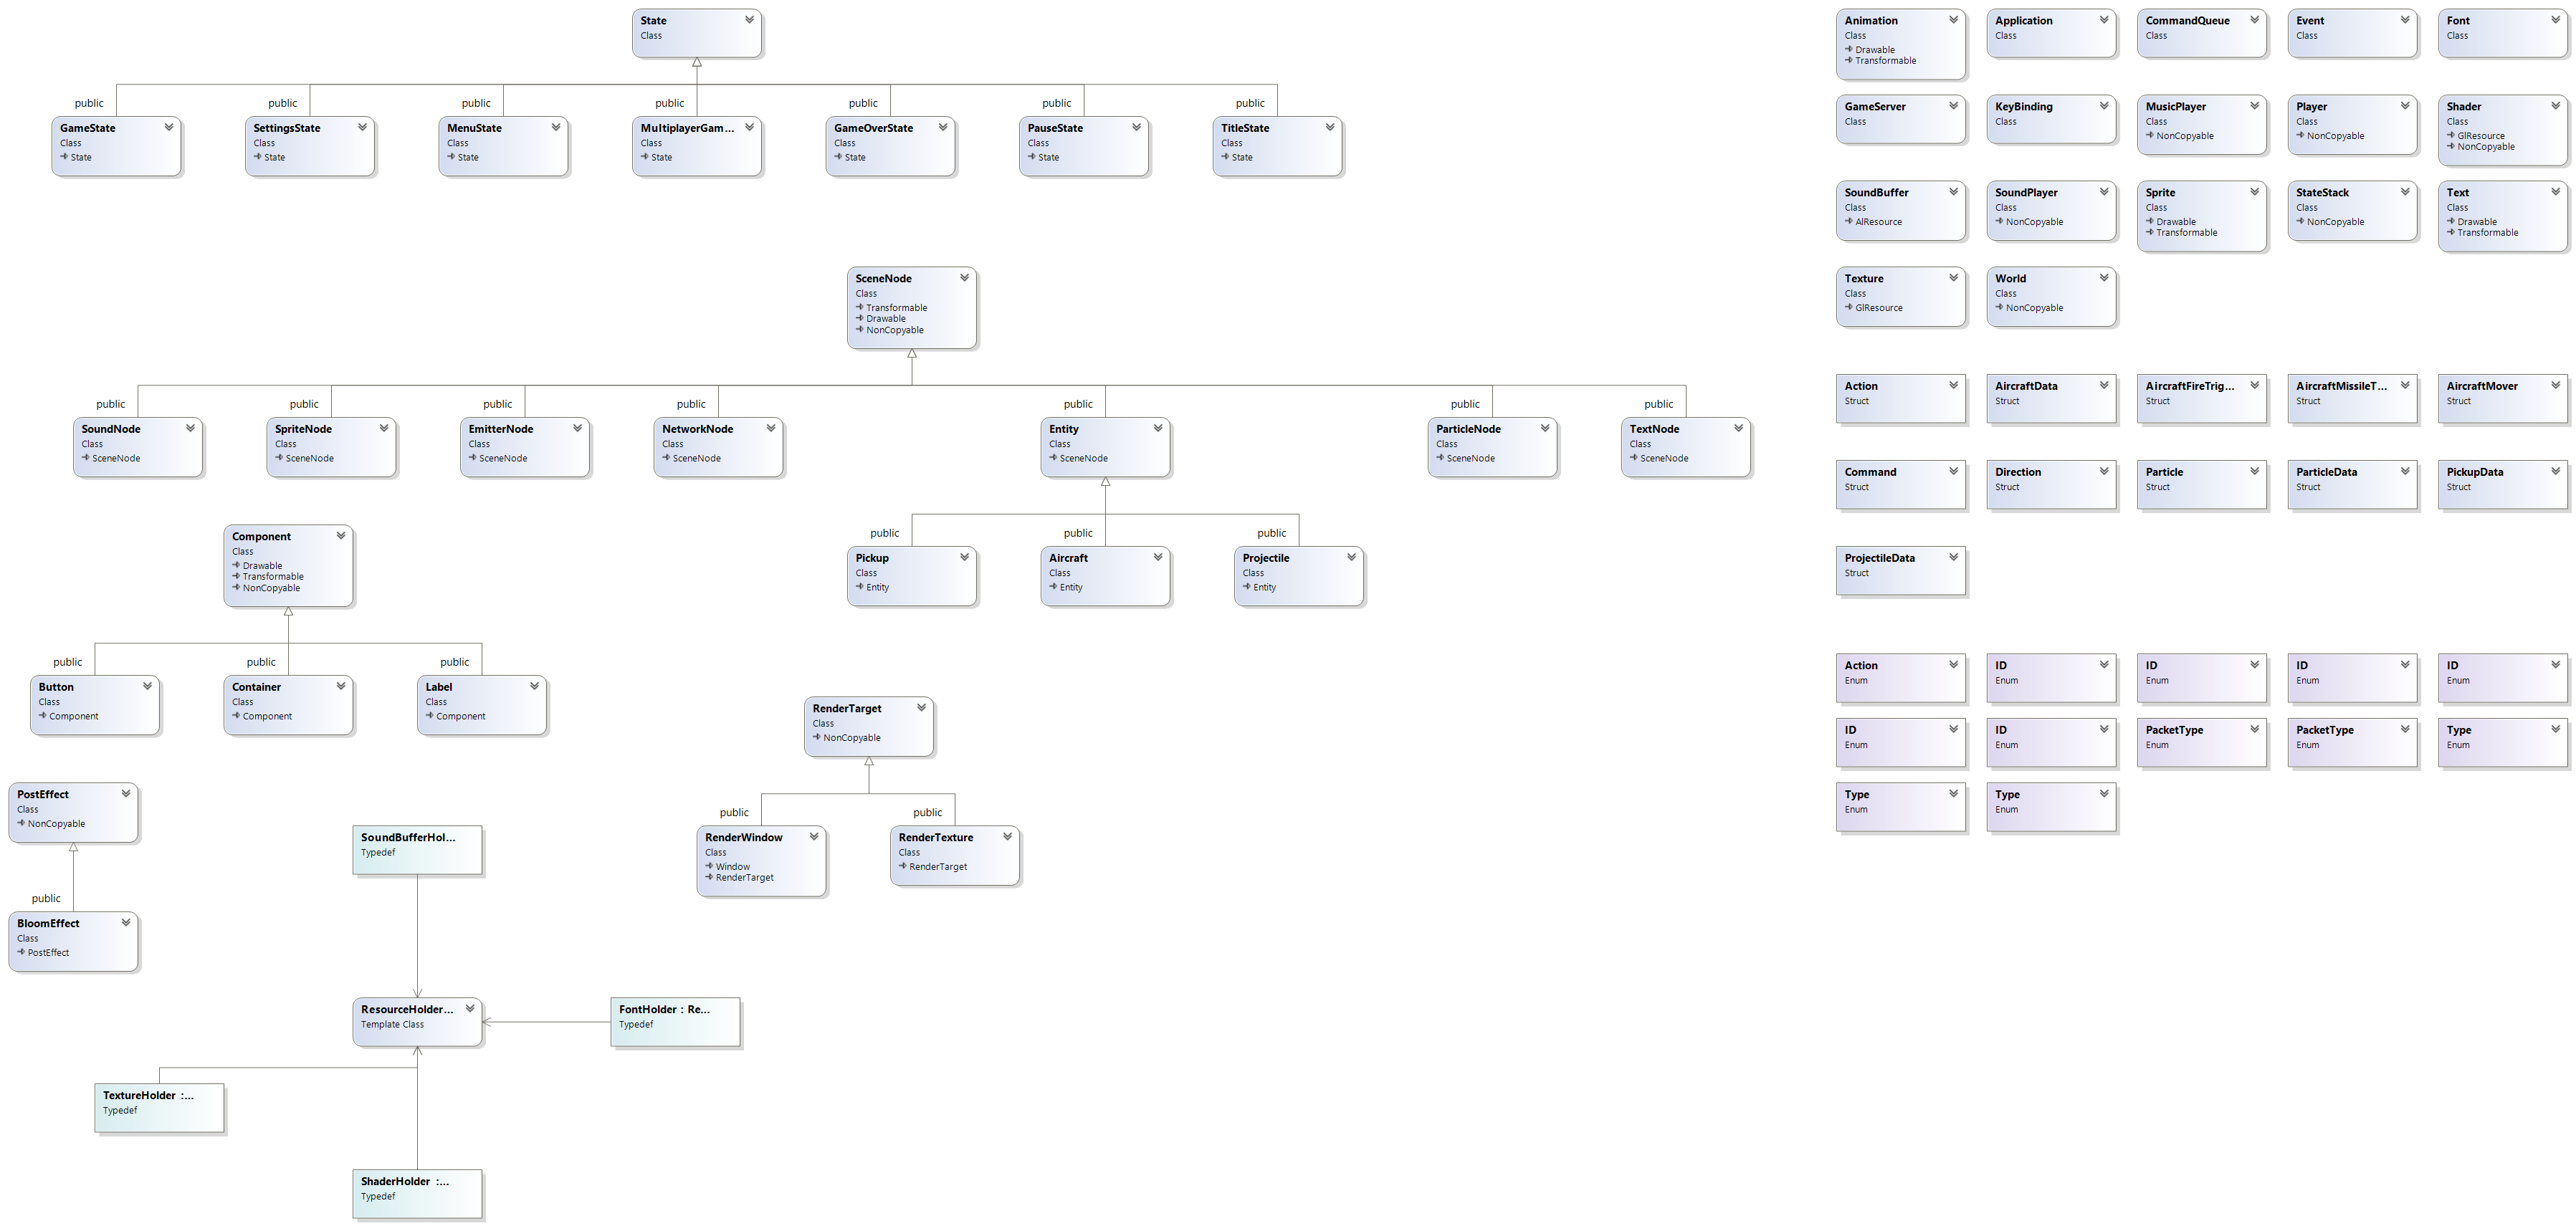 State
Class
public
public
public
public
public
public
public
GameState
Class
State
SettingsState
Class
State
MenuState
Class
State
MultiplayerGam...
Class
State
GameOverState
Class
State
PauseState
Class
State
TitleState
Class
State
SceneNode
Class
Transformable
Drawable
NonCopyable
public
public
public
public
public
public
public
SoundNode
Class
SceneNode
SpriteNode
Class
SceneNode
EmitterNode
Class
SceneNode
NetworkNode
Class
SceneNode
Entity
Class
SceneNode
ParticleNode
Class
SceneNode
TextNode
Class
SceneNode
public
public
public
Pickup
Class
Entity
Aircraft
Class
Entity
Projectile
Class
Entity
Component
Class
Drawable
Transformable
NonCopyable
public
public
public
Button
Class
Component
Container
Class
Component
Label
Class
Component
RenderTarget
Class
NonCopyable
public
public
RenderWindow
Class
Window
RenderTarget
RenderTexture
Class
RenderTarget
PostEffect
Class
NonCopyable
public
BloomEffect
Class
PostEffect
SoundBufferHol...
Typedef
ResourceHolder...
Template Class
FontHolder : Re...
Typedef
TextureHolder :...
Typedef
ShaderHolder :...
Typedef
Animation
Class
Drawable
Transformable
Application
Class
CommandQueue
Class
Event
Class
Font
Class
GameServer
Class
KeyBinding
Class
MusicPlayer
Class
NonCopyable
Player
Class
NonCopyable
Shader
Class
GlResource
NonCopyable
SoundBuffer
Class
AlResource
SoundPlayer
Class
NonCopyable
Sprite
Class
Drawable
Transformable
StateStack
Class
NonCopyable
Text
Class
Drawable
Transformable
Texture
Class
GlResource
World
Class
NonCopyable
Action
Struct
AircraftData
Struct
AircraftFireTrig...
Struct
AircraftMissileT...
Struct
AircraftMover
Struct
Command
Struct
Direction
Struct
Particle
Struct
ParticleData
Struct
PickupData
Struct
ProjectileData
Struct
Action
Enum
ID
Enum
ID
Enum
ID
Enum
ID
Enum
ID
Enum
ID
Enum
PacketType
Enum
PacketType
Enum
Type
Enum
Type
Enum
Type
Enum